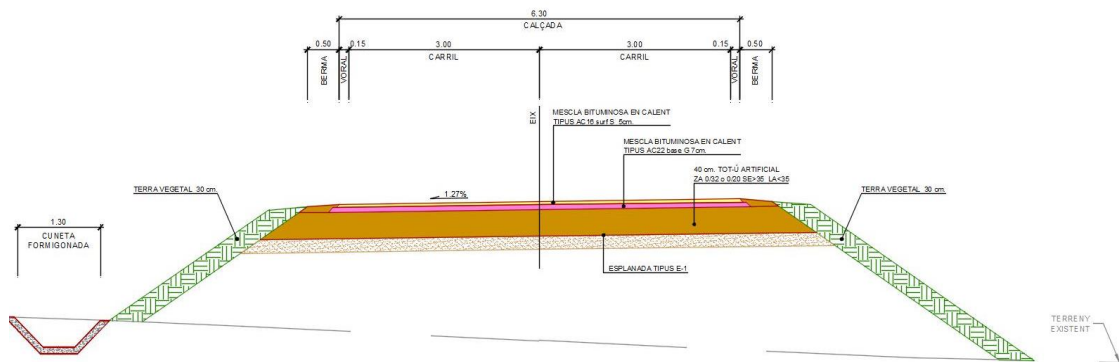 6.30
CALÇADA
0.50
0.15
3.00
3.00
0.15
0.50
BERMA
VORAL
CARRIL
CARRIL
VORAL
BERMA
EIX
MESCLA BITUMINOSA EN CALENT
TIPUS AC16 surf S 5cm.
MESCLA BITUMINOSA EN CALENT
TIPUS AC22 base G 7cm.
40 cm. TOT-Ú ARTIFICIAL
ZA 0/32 o 0/20 SE>35 LA<35
TERRA VEGETAL 30 cm.
1.27%
TERRA VEGETAL 30 cm.
1.30
CUNETA
FORMIGONADA
ESPLANADA TIPUS E-1
TERRENY
EXISTENT